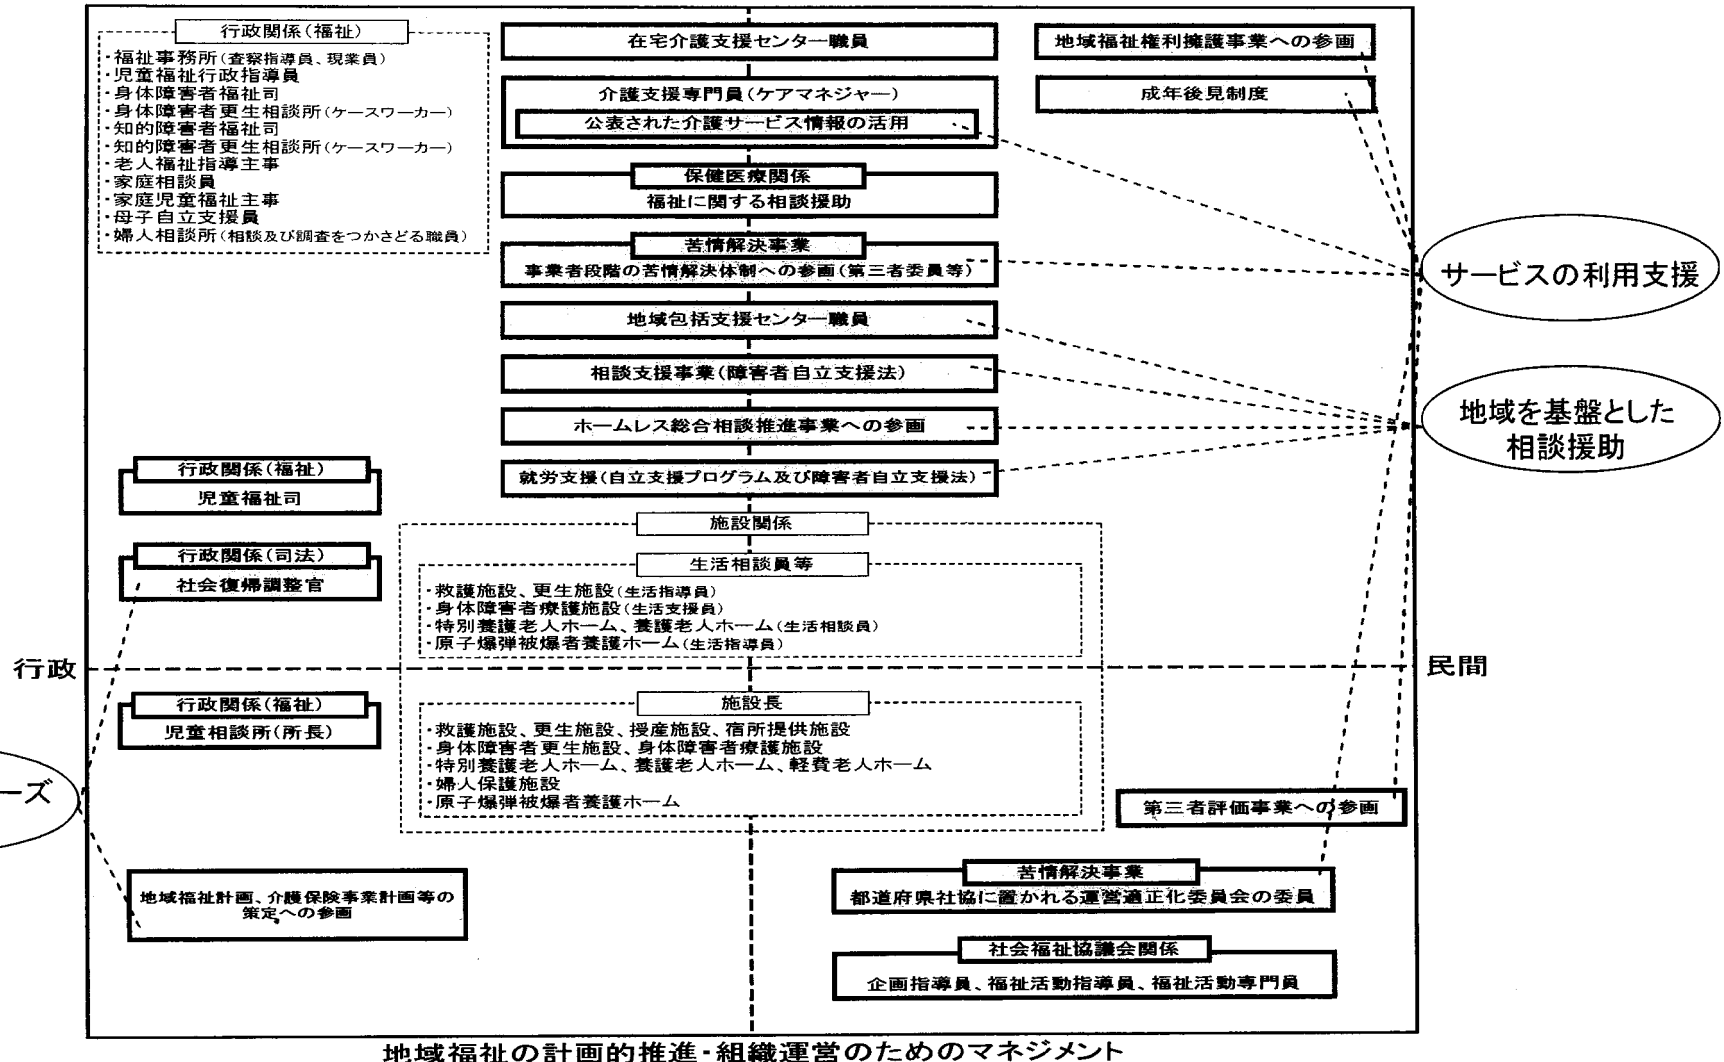 行政関係(福祉)
・福祉事務所(査察指導員、現業員)
・児童福祉行政指導員
・身体障害者福祉司
・身体障害者更生相談所(ケースワーカー)
・知的障害者福祉司
・知的障害者更生相談所(ケースワーカー)
・老人福祉指導主事
・家庭相談員
・家庭児童福祉主事
・母子自立支援員
・婦人相談所(相談及び調査をつかさどる職員)
在宅介護支援センター職員
介護支援専門員(ケアマネジャー)
公表された介護サービス情報の活用
保健医療関係
福祉に関する相談援助
苦情解決事業
事業者段階の苦情解決体制への参画(第三者委員等)
地域包括支援センター職員
相談支援事業(障害者自立支援法)
ホームレス総合相談推進事業への参画
就労支援(自立支援プログラム及び障害者自立支援法)
地域福祉権利擁護事業への参画
成年後見制度
サービスの利用支援
地域を基盤とした
相談援助
行政関係(福祉)
児童福祉司
行政関係(司法)
社会復帰調整官
施設関係
生活相談員等
・救護施設、更生施設(生活指導員)
・身体障害者療護施設(生活支援員)
・特別養護老人ホーム、養護老人ホーム(生活相談員)
・原子爆弾被爆者養護ホーム(生活指導員)
行政
民間
行政関係(福祉)
児童相談所(所長)
施設長
・救護施設、更生施設、授産施設、宿所提供施設
・身体障害者更生施設、身体障害者療護施設
・特別養護老人ホーム、養護老人ホーム、軽費老人ホーム
・婦人保護施設
・原子爆弾被爆者養護ホーム
ーズ
第三者評価事業への参画
地域福祉計画、介護保険事業計画等の
策定への参画
苦情解決事業
都道府県社協に置かれる運営適正化委員会の委員
社会福祉協議会関係
企画指導員、福祉活動指導員、福祉活動専門員
地域福祉の計画的推進・組織運営のためのマネジメント